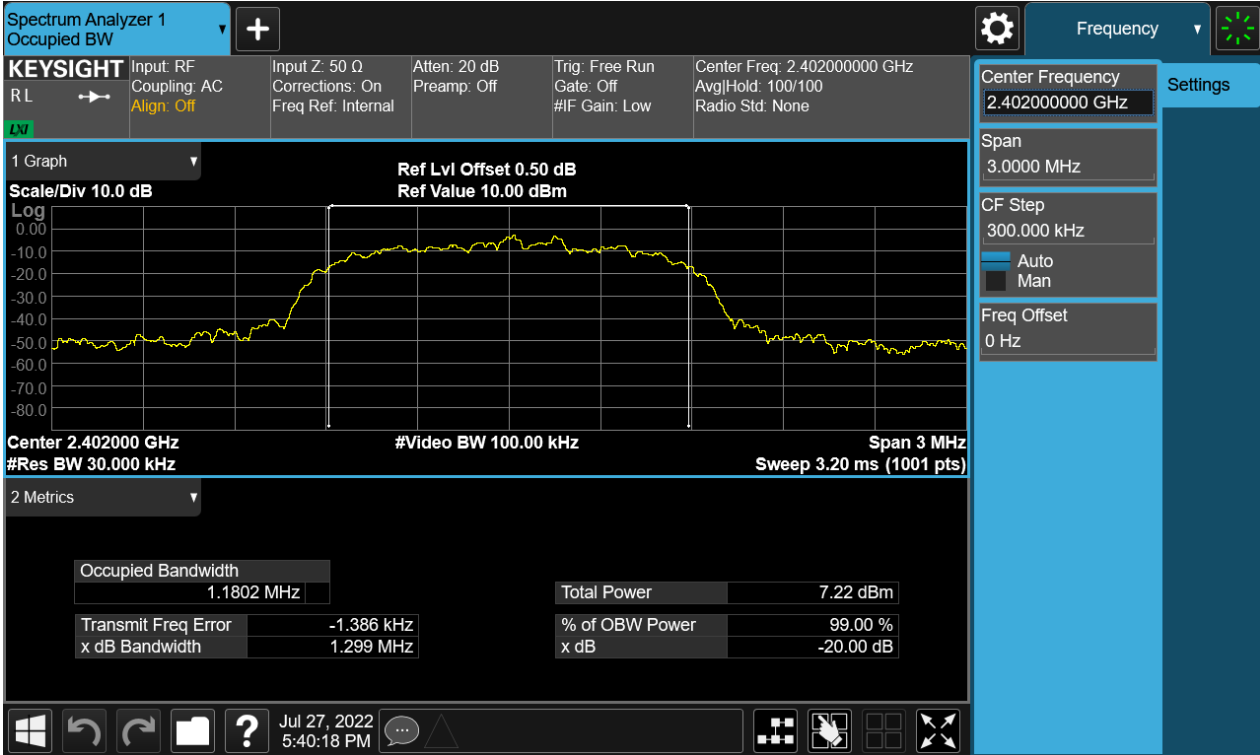 Spectrum Analyzer 1
Occupied BW
+
Frequency
KEYSIGHT
R L
LXI
Input: RF
Coupling: AC
Align: Off
Input Z: 50 Ω
Corrections: On
Freq Ref: Internal
Atten: 20 dB
Preamp: Off
Trig: Free Run
Gate: Off
#IF Gain: Low
Center Freq: 2.402000000 GHz
Avg|Hold: 100/100
Radio Std: None
Center Frequency
2.402000000 GHz
Settings
Span
3.0000 MHz
CF Step
300.000 kHz
Auto
Man
Freq Offset
0 Hz
1 Graph
Scale/Div 10.0 dB
Ref Lvl Offset 0.50 dB
Ref Value 10.00 dBm
Log
0.00
-10.0
-20.0
-30.0
-40.0
-50.0
-60.0
-70.0
-80.0
Center 2.402000 GHz
#Video BW 100.00 kHz
Span 3 MHz
#Res BW 30.000 kHz
Sweep 3.20 ms (1001 pts)
2 Metrics
Occupied Bandwidth
1.1802 MHz
Total Power 7.22 dBm
Transmit Freq Error -1.386 kHz
% of OBW Power 99.00 %
x dB Bandwidth 1.299 MHz
x dB -20.00 dB
?
Jul 27, 2022
5:40:18 PM